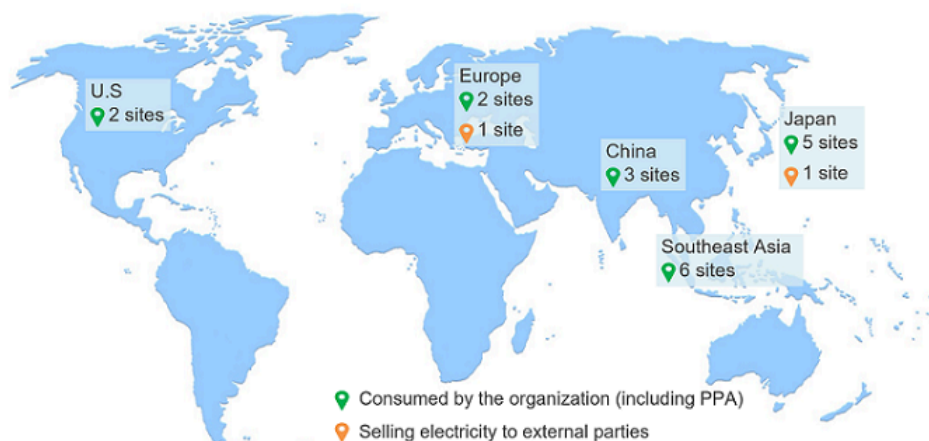 U.S
2 sites
Europe
2 sites
1 site
China
3 sites
Japan
5 sites
1 site
Southeast Asia
6 sites
Consumed by the organization (including PPA)
Selling electricity to external parties